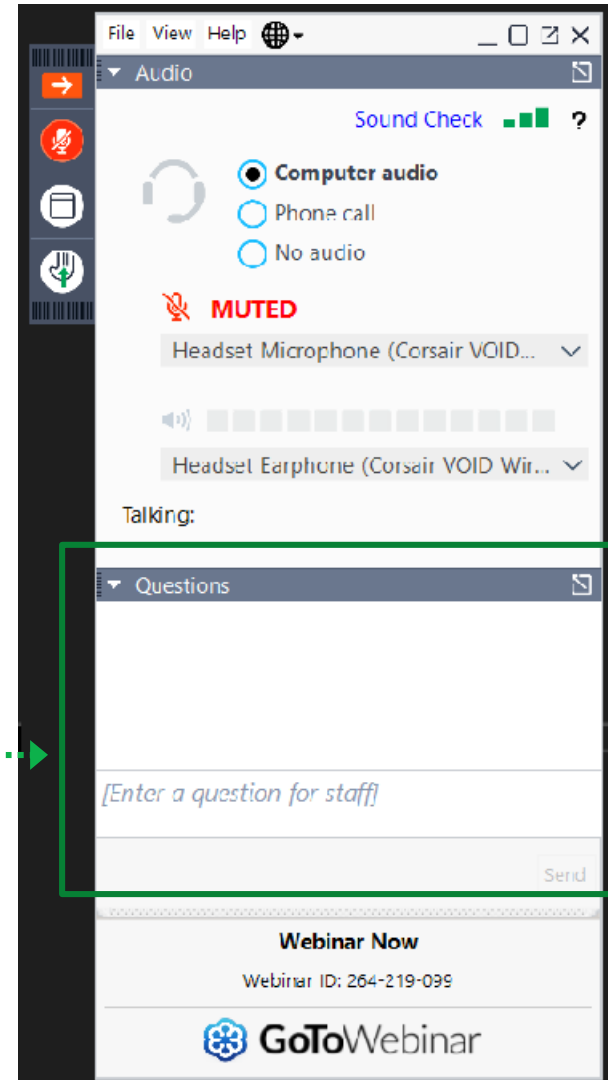 File View Help
Audio
Sound Check ?
Computer audio
Phone call
No audio
MUTED
Headset Microphone (Corsair VOID...
Headset Earphone (Corsair VOID Wir...
Talking:
Questions
[Enter a question for staff]
Send
Webinar Now
Webinar ID: 264-219-099
GoToWebinar